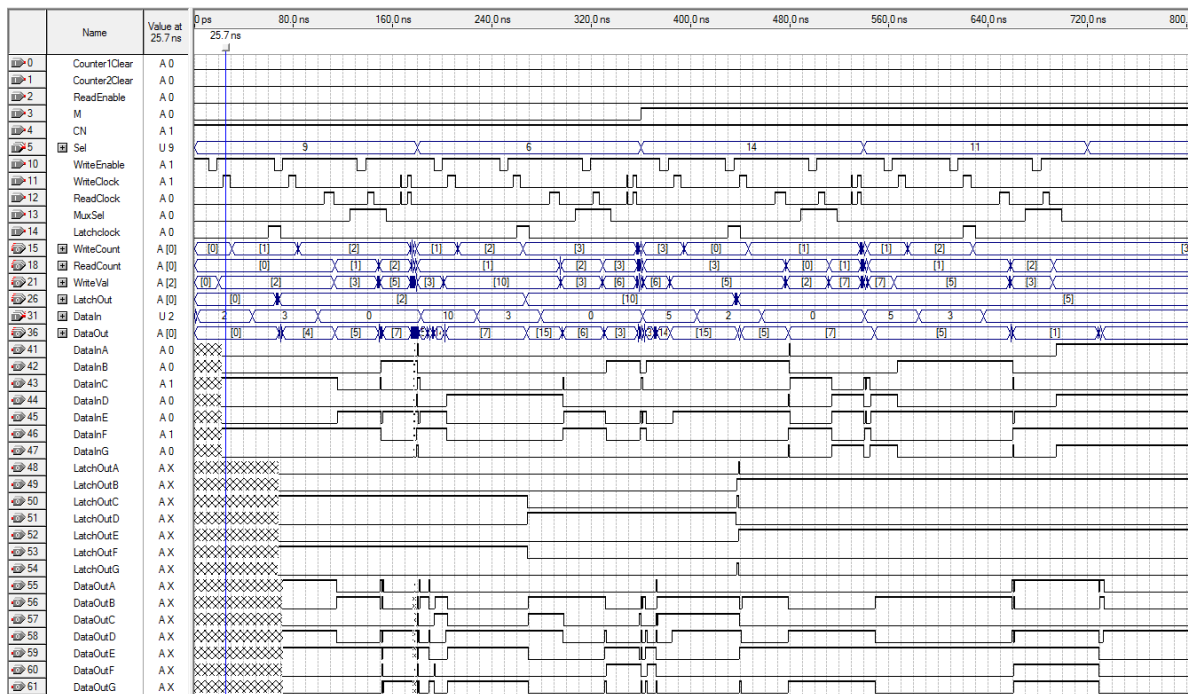 Name Value at 25.7 ns
0 ps 80.0 ns 160.0 ns 240.0 ns 320.0 ns 400.0 ns 480.0 ns 560.0 ns 640.0 ns 720.0 ns 800.
25.7 ns
0 Counter1Clear A 0
1 Counter2Clear A 0
2 ReadEnable A 0
3 M A 0
4 CN A 1
5 Sel U 9 9 6 14 11
10 WriteEnable A 1
11 WriteClock A 1
12 ReadClock A 0
13 MuxSel A 0
14 Latchclock A 0
15 WriteCount A [0] [0] [1] [2] [1] [2] [3] [3] [0] [1] [1] [2] [3
18 ReadCount A [0] [0] [1] [2] [1] [2] [3] [3] [0] [1] [1] [2]
21 WriteVal A [2] [0] [2] [3] [5] [3] [10] [3] [6] [6] [5] [2] [7] [7] [5] [3]
26 LatchOut A [0] [0] [2] [10] [5]
31 DataIn U 2 2 3 0 10 3 0 5 2 0 5 3
36 DataOut A [0] [0] [4] [5] [7] [7] [15] [6] [3] [15] [5] [7] [5] [1]
41 DataInA A 0
42 DataInB A 0
43 DataInC A 1
44 DataInD A 0
45 DataInE A 0
46 DataInF A 1
47 DataInG A 0
48 LatchOutA A X
49 LatchOutB A X
50 LatchOutC A X
51 LatchOutD A X
52 LatchOutE A X
53 LatchOutF A X
54 LatchOutG A X
55 DataOutA A X
56 DataOutB A X
57 DataOutC A X
58 DataOutD A X
59 DataOutE A X
60 DataOutF A X
61 DataOutG A X